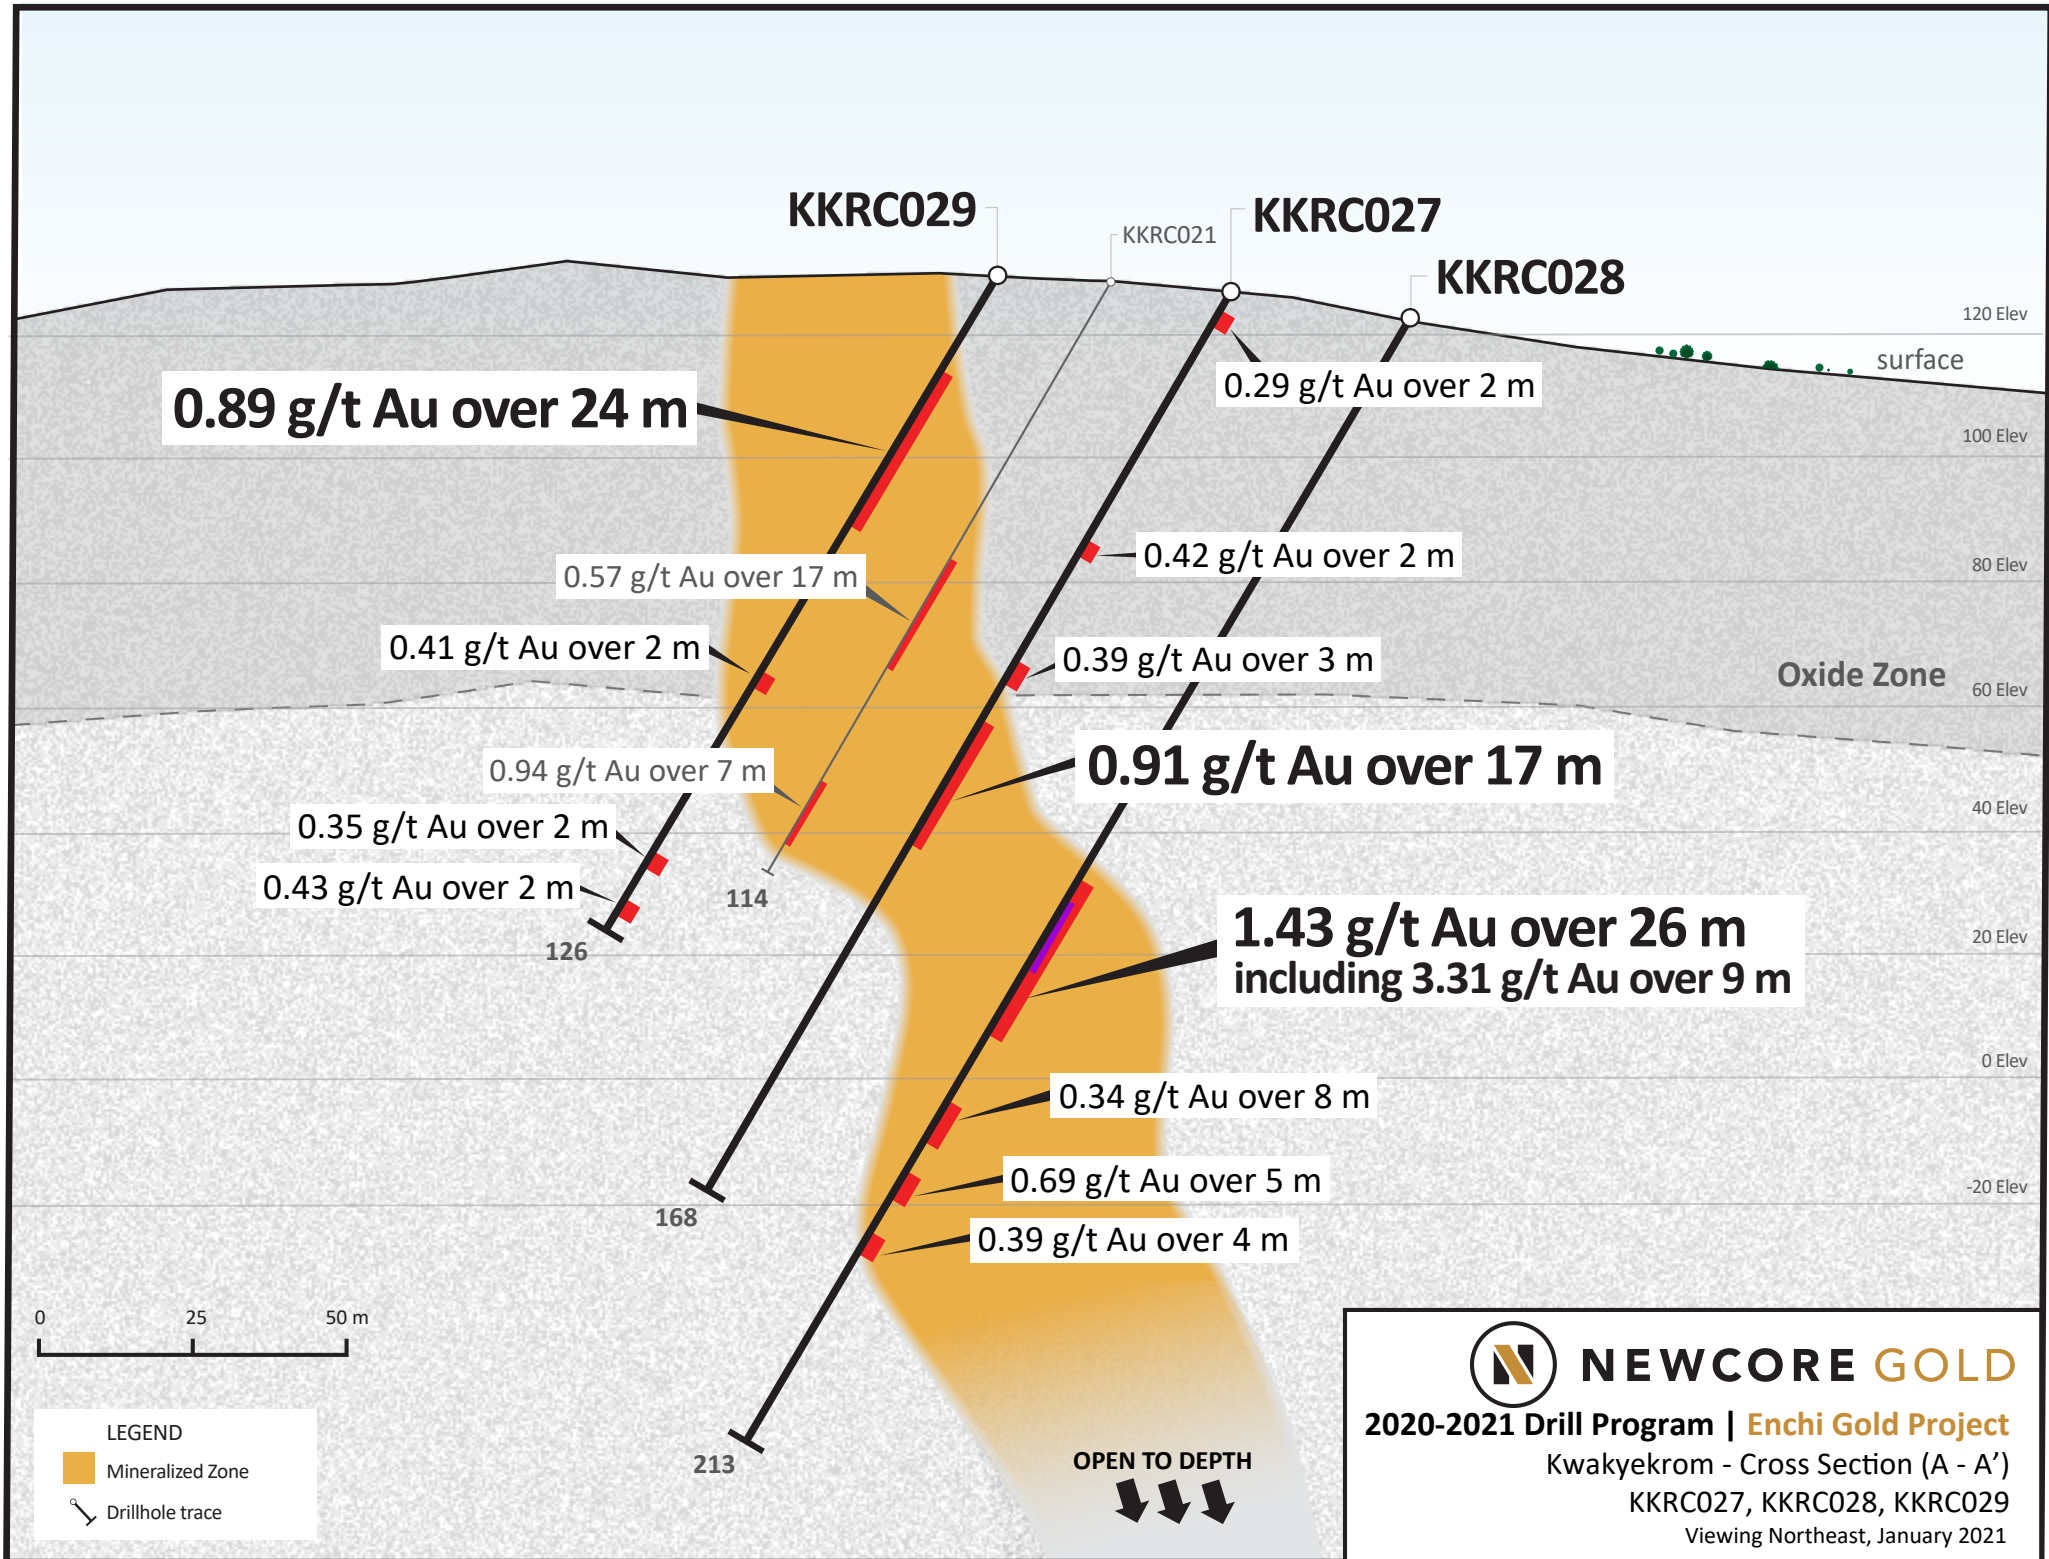 KKRC029
KKRC021
KKRC027
KKRC028
120 Elev
surface
0.29 g/t Au over 2 m
0.89 g/t Au over 24 m
100 Elev
0.42 g/t Au over 2 m
80 Elev
0.57 g/t Au over 17 m
0.41 g/t Au over 2 m
0.39 g/t Au over 3 m
Oxide Zone
60 Elev
0.91 g/t Au over 17 m
0.94 g/t Au over 7 m
40 Elev
0.35 g/t Au over 2 m
0.43 g/t Au over 2 m
114
126
1.43 g/t Au over 26 m
including 3.31 g/t Au over 9 m
20 Elev
0 Elev
0.34 g/t Au over 8 m
0.69 g/t Au over 5 m
-20 Elev
168
0.39 g/t Au over 4 m
0 25 50 m
213
OPEN TO DEPTH
LEGEND
Mineralized Zone
Drillhole trace
N NEWCORE GOLD
2020-2021 Drill Program | Enchi Gold Project
Kwakyekrom - Cross Section (A - A’)
KKRC027, KKRC028, KKRC029
Viewing Northeast, January 2021